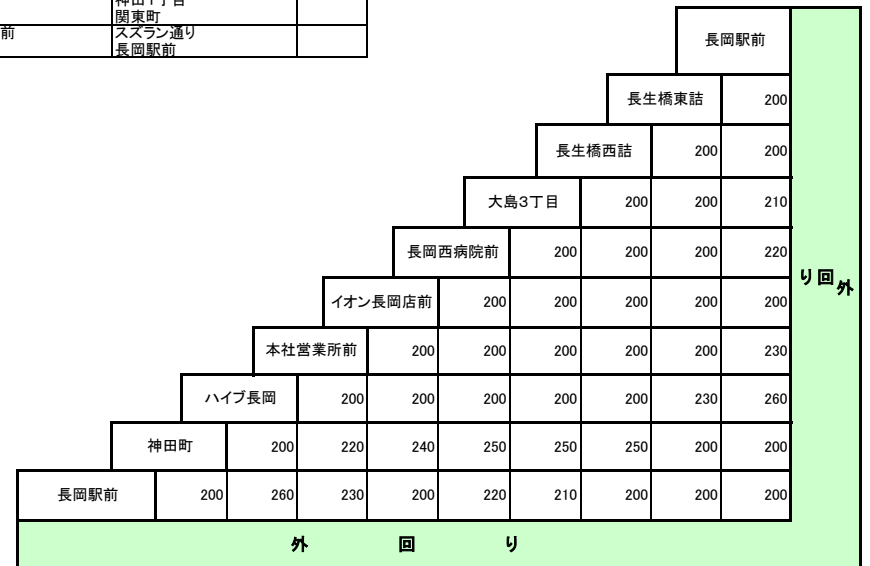 関東町
前 スズラン通り
長岡駅前
長岡駅前
長生橋東詰 200
長生橋西詰 200 200
大島3丁目 200 200 210
長岡西病院前 200 200 200 220
イオン長岡店前 200 200 200 200 200
本社営業所前 200 200 200 200 200 230
ハイブ長岡 200 200 200 200 200 230 260
神田町 200 220 240 250 250 250 200 200
長岡駅前 200 260 230 200 220 210 200 200 200
外回り
外回り